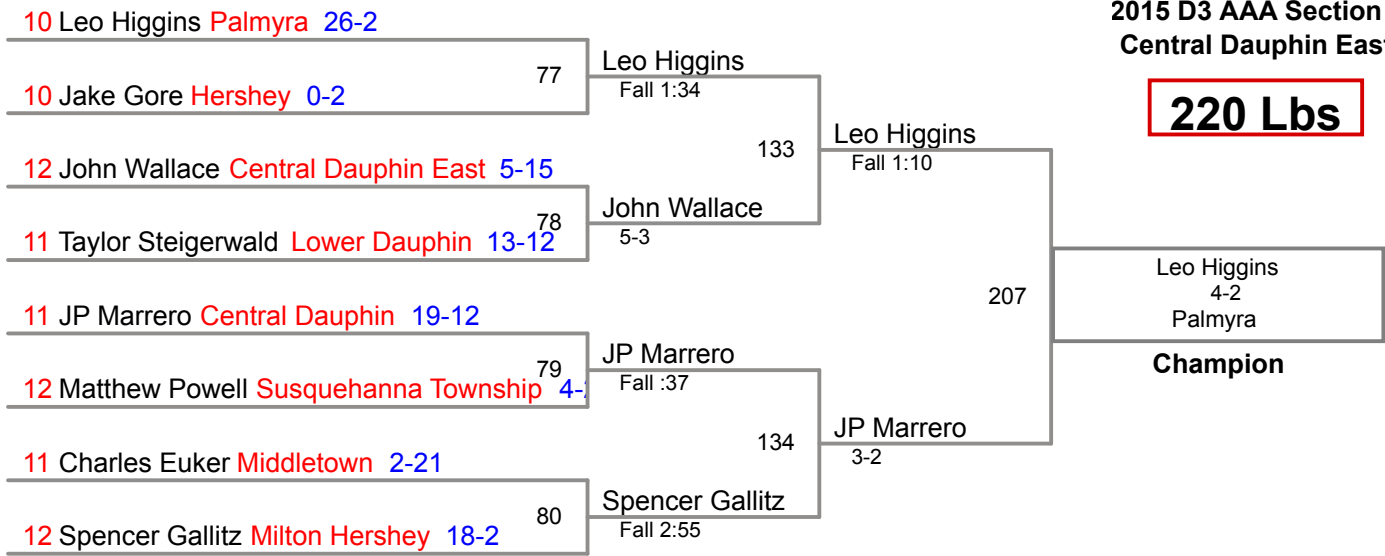 2015 D3 AAA Section
Central Dauphin East
220 Lbs
10 Leo Higgins Palmyra 26-2
10 Jake Gore Hershey 0-2
12 John Wallace Central Dauphin East 5-15
11 Taylor Steigerwald Lower Dauphin 13-12
11 JP Marrero Central Dauphin 19-12
12 Matthew Powell Susquehanna Township
11 Charles Euker Middletown 2-21
12 Spencer Gallitz Milton Hershey 18-2
77
78
79
80
Leo Higgins
Fall 1:34
John Wallace
5-3
JP Marrero
Fall :37
Spencer Gallitz
Fall 2:55
133
134
Leo Higgins
Fall 1:10
JP Marrero
3-2
207
Leo Higgins
4-2
Palmyra
Champion